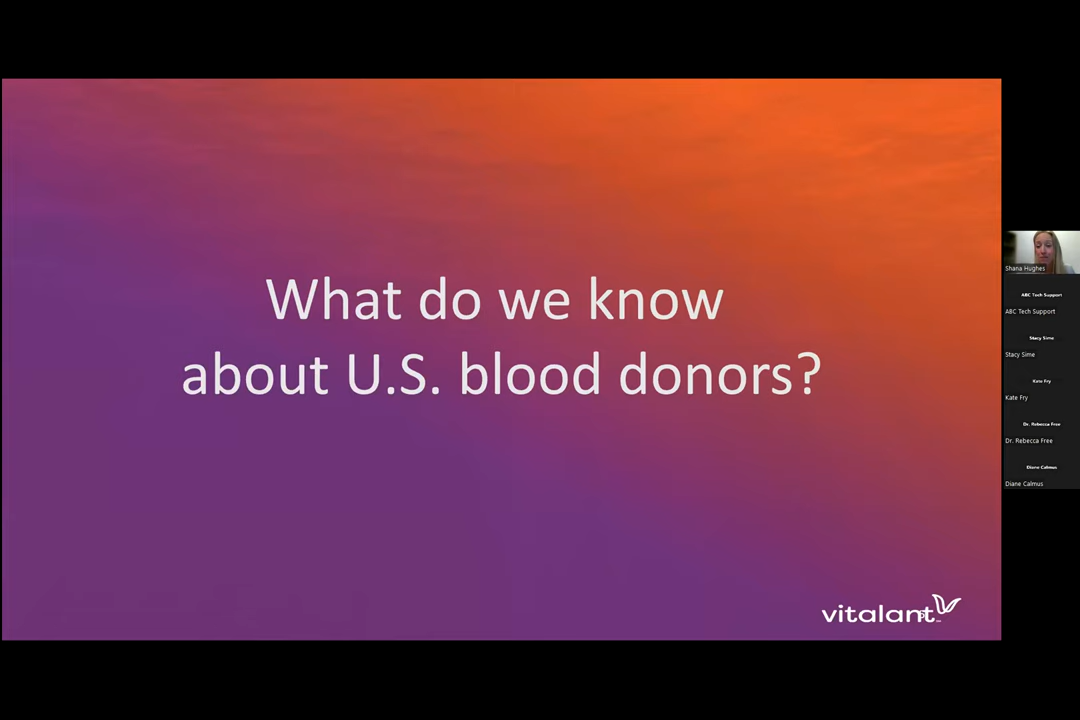 What do we know
about U.S. blood donors?
vitalant
Shana Hughes
ABC Tech Support
ABC Tech Support
Stacy Sime
Stacy Sime
Kate Fry
Kate Fry
Dr. Rebecca Free
Dr. Rebecca Free
Diane Calmus
Diane Calmus